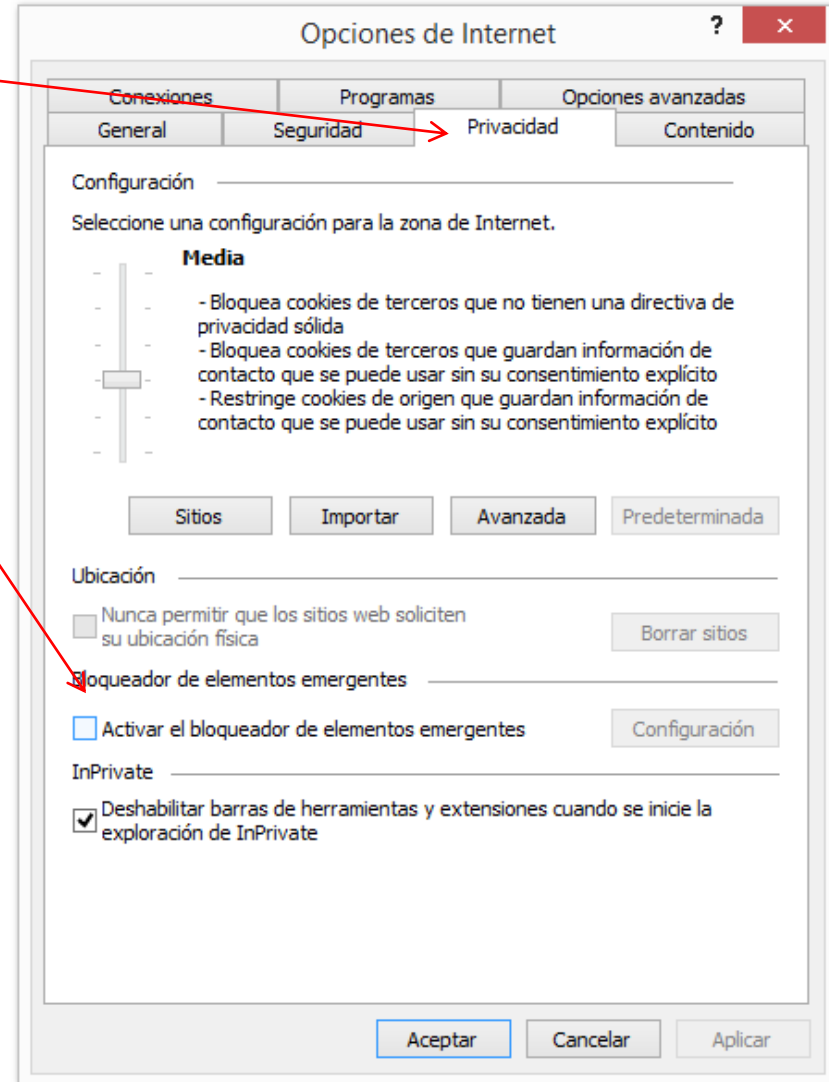 Opciones de Internet
?
Conexiones
Programas
Opciones avanzadas
General
Seguridad
Privacidad
Contenido
Configuración
Seleccione una configuración para la zona de Internet.
Media
- Bloquea cookies de terceros que no tienen una directiva de
privacidad sólida
- Bloquea cookies de terceros que guardan información de
contacto que se puede usar sin su consentimiento explícito
- Restringe cookies de origen que guardan información de
contacto que se puede usar sin su consentimiento explícito
Sitios
Importar
Avanzada
Predeterminada
Ubicación
Nunca permitir que los sitios web soliciten
su ubicación física
Borrar sitios
Bloqueador de elementos emergentes
Activar el bloqueador de elementos emergentes
Configuración
InPrivate
Deshabilitar barras de herramientas y extensiones cuando se inicie la
exploración de InPrivate
Aceptar
Cancelar
Aplicar